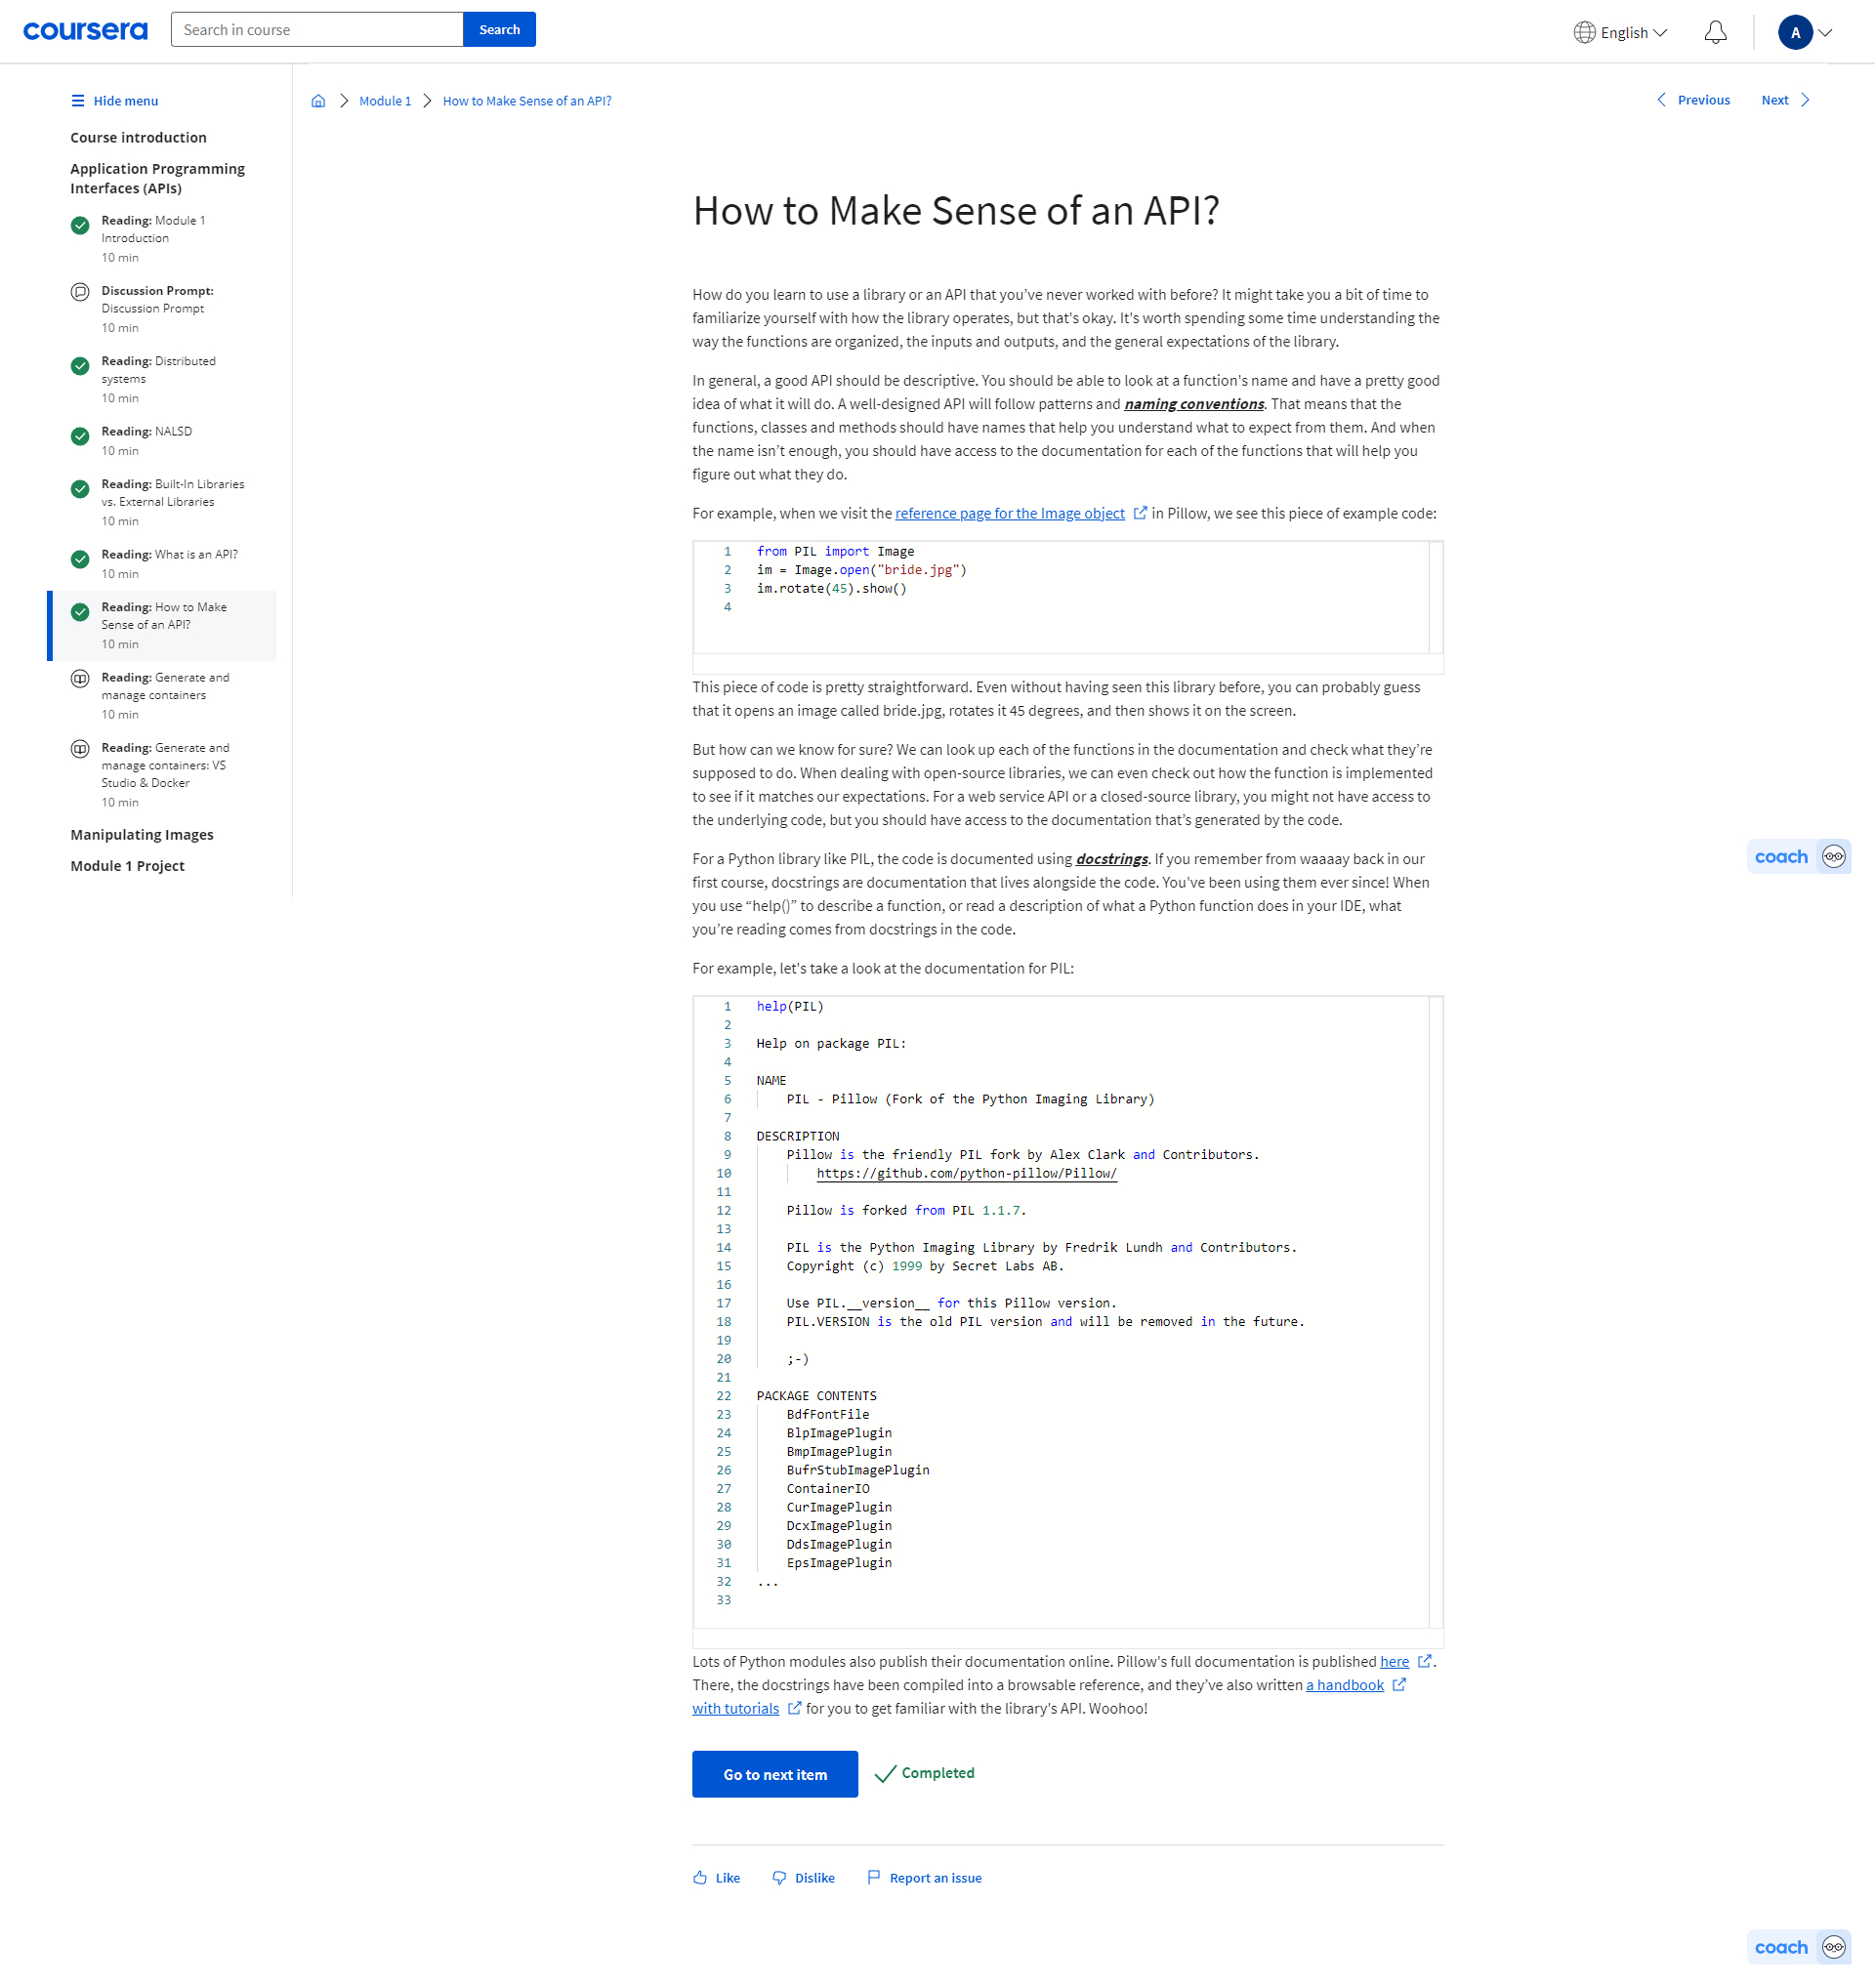 coursera
Search in course
Search
English
A
Hide menu
Course introduction
Application Programming
Interfaces (APIs)
Reading: Module 1
Introduction
10 min
Discussion Prompt:
Discussion Prompt
10 min
Reading: Distributed
systems
10 min
Reading: NALSD
10 min
Reading: Built-In Libraries
vs. External Libraries
10 min
Reading: What is an API?
10 min
Reading: How to Make
Sense of an API?
10 min
Reading: Generate and
manage containers
10 min
Reading: Generate and
manage containers: VS
Studio & Docker
10 min
Manipulating Images
Module 1 Project
Module 1
How to Make Sense of an API?
Previous
Next
How to Make Sense of an API?
How do you learn to use a library or an API that you’ve never worked with before? It might take you a bit of time to
familiarize yourself with how the library operates, but that's okay. It's worth spending some time understanding the
way the functions are organized, the inputs and outputs, and the general expectations of the library.
In general, a good API should be descriptive. You should be able to look at a function's name and have a pretty good
idea of what it will do. A well-designed API will follow patterns and naming conventions. That means that the
functions, classes and methods should have names that help you understand what to expect from them. And when
the name isn’t enough, you should have access to the documentation for each of the functions that will help you
figure out what they do.
For example, when we visit the reference page for the Image object in Pillow, we see this piece of example code:
1 from PIL import Image
2 im = Image.open("bride.jpg")
3 im.rotate(45).show()
4
This piece of code is pretty straightforward. Even without having seen this library before, you can probably guess
that it opens an image called bride.jpg, rotates it 45 degrees, and then shows it on the screen.
But how can we know for sure? We can look up each of the functions in the documentation and check what they’re
supposed to do. When dealing with open-source libraries, we can even check out how the function is implemented
to see if it matches our expectations. For a web service API or a closed-source library, you might not have access to
the underlying code, but you should have access to the documentation that’s generated by the code.
For a Python library like PIL, the code is documented using docstrings. If you remember from waaaay back in our
first course, docstrings are documentation that lives alongside the code. You've been using them ever since! When
you use “help()” to describe a function, or read a description of what a Python function does in your IDE, what
you’re reading comes from docstrings in the code.
For example, let's take a look at the documentation for PIL:
1 help(PIL)
2
3 Help on package PIL:
4
5 NAME
6 PIL - Pillow (Fork of the Python Imaging Library)
7
8 DESCRIPTION
9 Pillow is the friendly PIL fork by Alex Clark and Contributors.
10 https://github.com/python-pillow/Pillow/
11
12 Pillow is forked from PIL 1.1.7.
13
14 PIL is the Python Imaging Library by Fredrik Lundh and Contributors.
15 Copyright (c) 1999 by Secret Labs AB.
16
17 Use PIL.__version__ for this Pillow version.
18 PIL.VERSION is the old PIL version and will be removed in the future.
19
20 ;-)
21
22 PACKAGE CONTENTS
23 BdfFontFile
24 BlpImagePlugin
25 BmpImagePlugin
26 BufrStubImagePlugin
27 ContainerIO
28 CurImagePlugin
29 DcxImagePlugin
30 DdsImagePlugin
31 EpsImagePlugin
32 ...
33
Lots of Python modules also publish their documentation online. Pillow's full documentation is published here.
There, the docstrings have been compiled into a browsable reference, and they’ve also written a handbook
with tutorials for you to get familiar with the library's API. Woohoo!
Go to next item
Completed
Like
Dislike
Report an issue
coach
coach